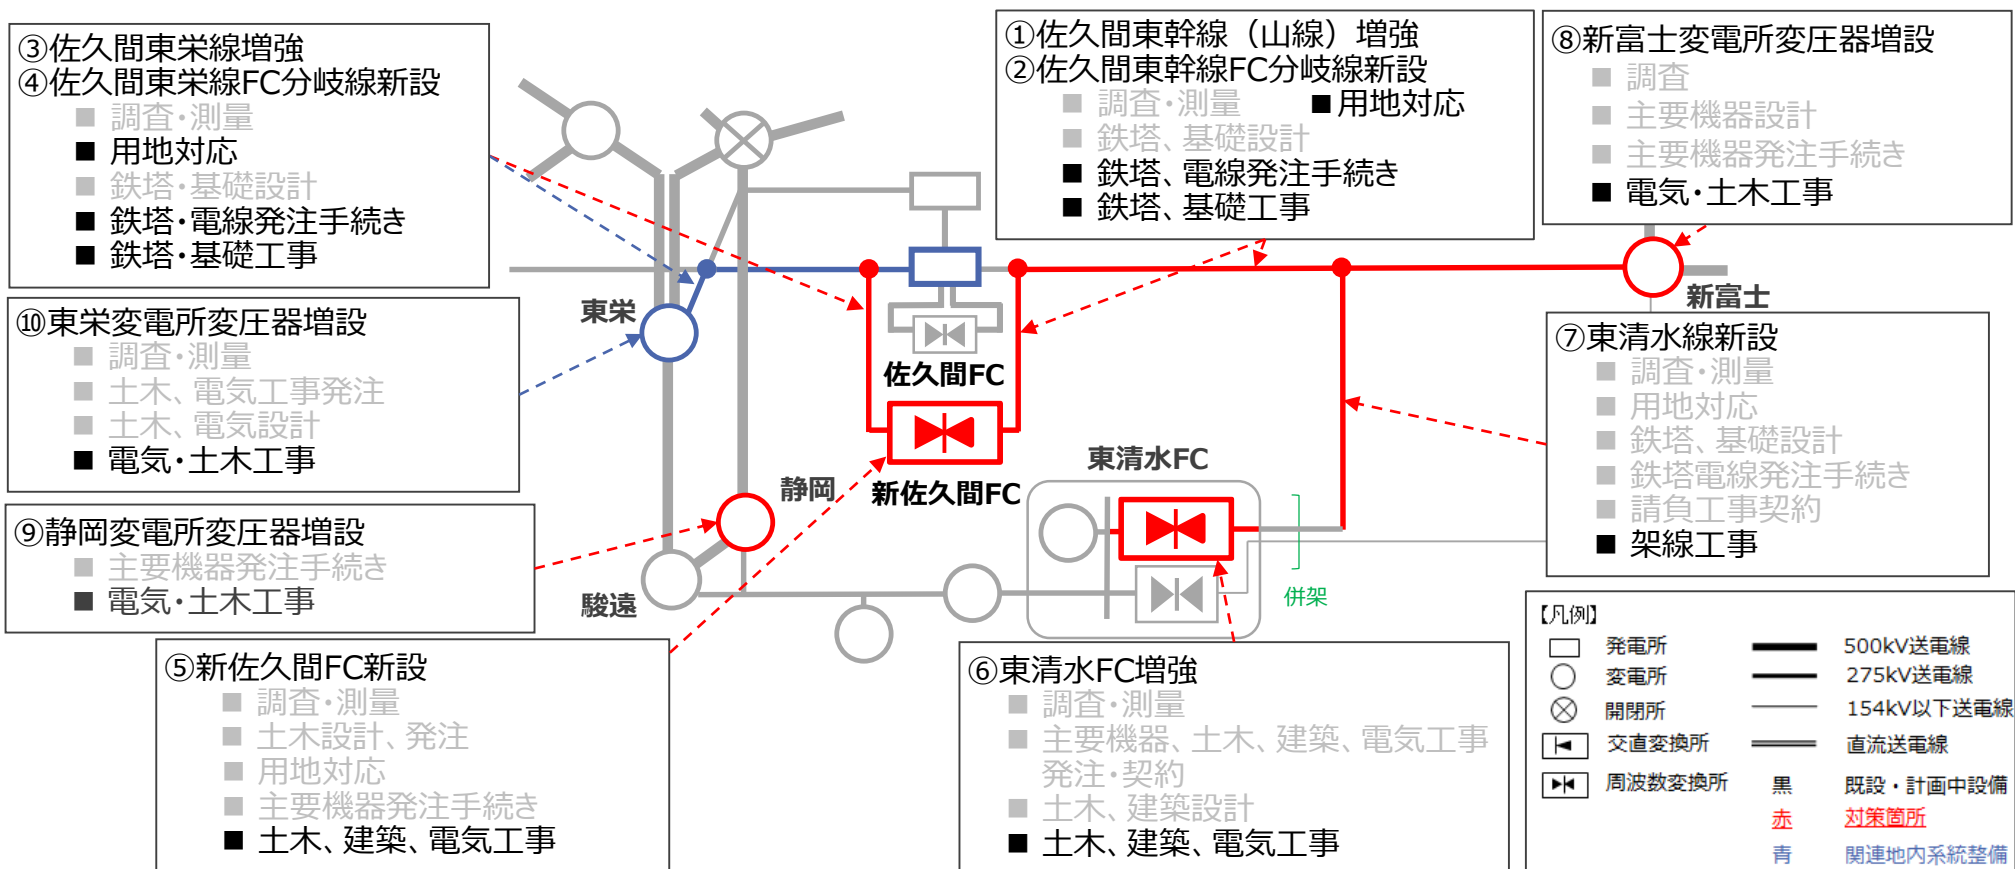 ③佐久間東栄線増強
④佐久間東栄線FC分岐線新設
■ 調査・測量
■ 用地対応
■ 鉄塔・基礎設計
■ 鉄塔・電線発注手続き
■ 鉄塔・基礎工事
①佐久間東幹線（山線）増強
②佐久間東幹線FC分岐線新設
■ 調査・測量 ■用地対応
■ 鉄塔、基礎設計
■ 鉄塔、電線発注手続き
■ 鉄塔、基礎工事
⑧新富士変電所変圧器増設
■ 調査
■ 主要機器設計
■ 主要機器発注手続き
■ 電気・土木工事
新富士
東栄
佐久間FC
新佐久間FC
静岡
駿遠
東清水FC
併架
⑩東栄変電所変圧器増設
■ 調査・測量
■ 土木、電気工事発注
■ 土木、電気設計
■ 電気・土木工事
⑨静岡変電所変圧器増設
■ 主要機器発注手続き
■ 電気・土木工事
⑦東清水線新設
■ 調査・測量
■ 用地対応
■ 鉄塔、基礎設計
■ 鉄塔電線発注手続き
■ 請負工事契約
■ 架線工事
⑤新佐久間FC新設
■ 調査・測量
■ 土木設計、発注
■ 用地対応
■ 主要機器発注手続き
■ 土木、建築、電気工事
⑥東清水FC増強
■ 調査・測量
■ 主要機器、土木、建築、電気工事
発注・契約
■ 土木、建築設計
■ 土木、建築、電気工事
【凡例】
発電所 500kV送電線
変電所 275kV送電線
開閉所 154kV以下送電線
交直変換所 直流送電線
周波数変換所 黒 既設・計画中設備
赤 対策箇所
青 関連地内系統整備